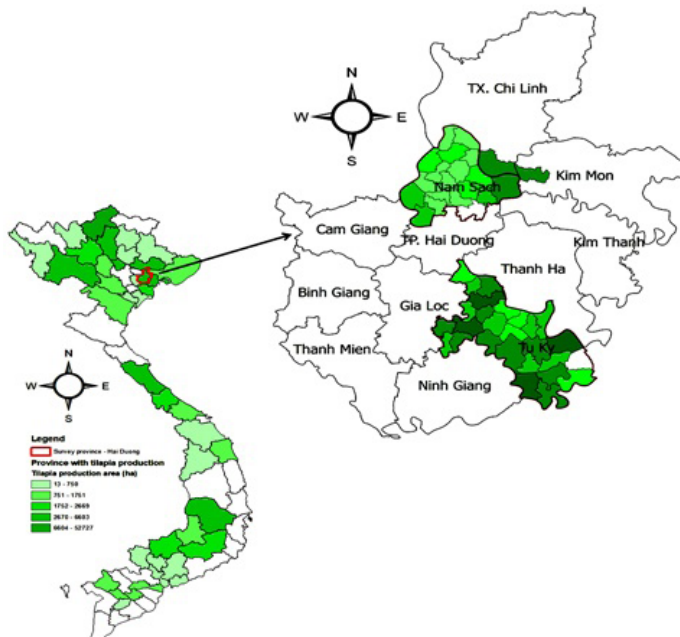 N
W E
S
TX. Chi Linh
Kim Mon
Nam Sach
Cam Giang
TP. Hai Duong
Kim Thanh
Thanh Ha
Binh Giang
Gia Loc
Thanh Mien
Tu Ky
Ninh Giang
N
W E
S
Legend
Survey province - Hai Duong
Province with tilapia production
Tilapia production area (ha)
13 - 750
751 - 1751
1752 - 2669
2670 - 6603
6604 - 52727